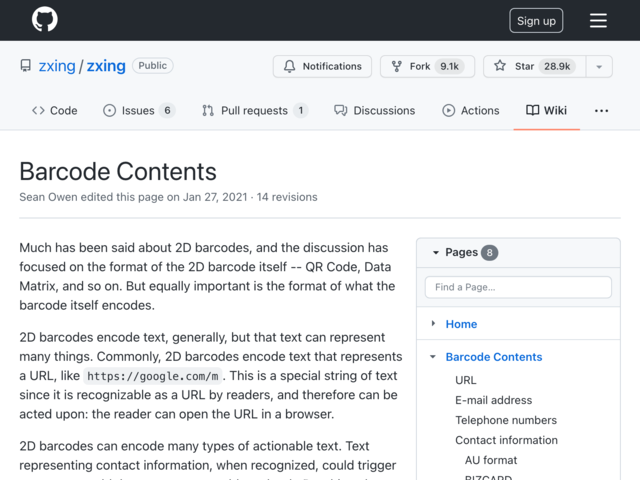 Sign up
zxing / zxing Public
Notifications Fork 9.1k Star 28.9k
Code Issues 6 Pull requests 1 Discussions Actions Wiki
Barcode Contents
Sean Owen edited this page on Jan 27, 2021 · 14 revisions
Much has been said about 2D barcodes, and the discussion has
focused on the format of the 2D barcode itself -- QR Code, Data
Matrix, and so on. But equally important is the format of what the
barcode itself encodes.
2D barcodes encode text, generally, but that text can represent
many things. Commonly, 2D barcodes encode text that represents
a URL, like https://google.com/m. This is a special string of text
since it is recognizable as a URL by readers, and therefore can be
acted upon: the reader can open the URL in a browser.
2D barcodes can encode many types of actionable text. Text
representing contact information, when recognized, could trigger
Pages 8
Find a Page…
Home
Barcode Contents
URL
E-mail address
Telephone numbers
Contact information
AU format
BIZCARD